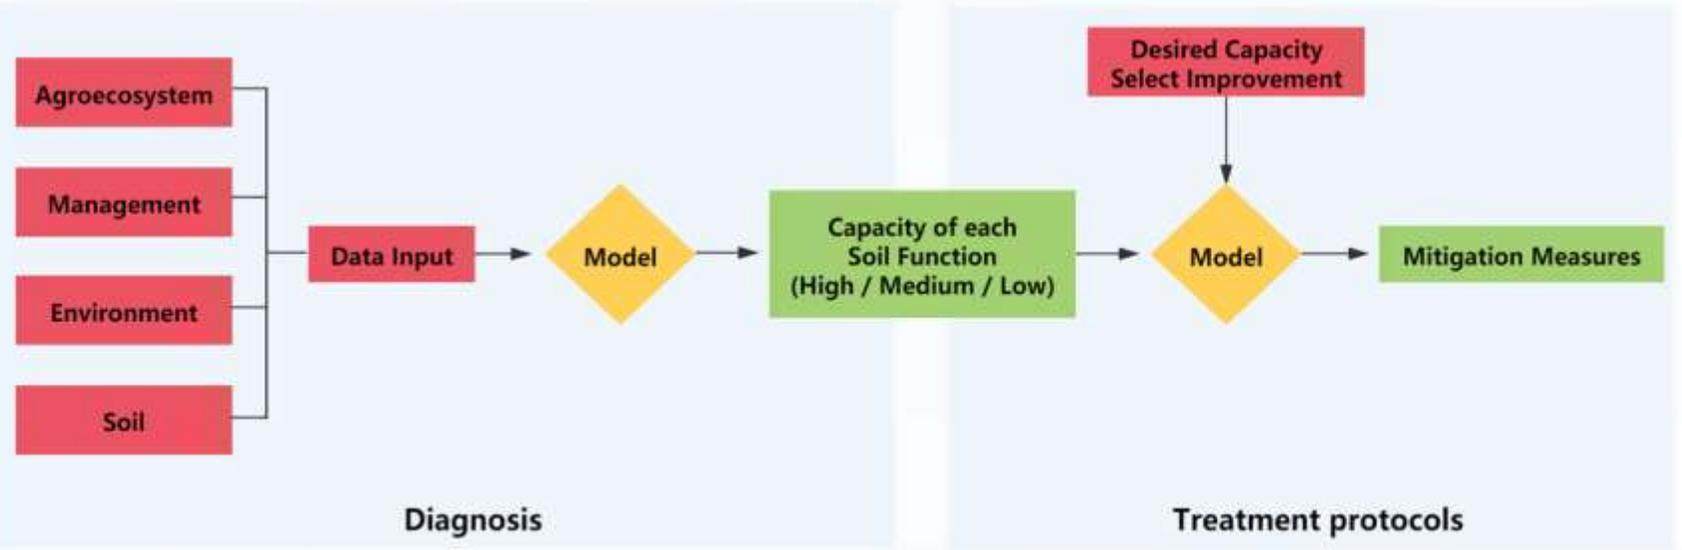 Agroecosystem
Management
Environment
Soil
Data Input
Model
Capacity of each
Soil Function
(High / Medium / Low)
Desired Capacity
Select Improvement
Model
Mitigation Measures
Diagnosis
Treatment protocols